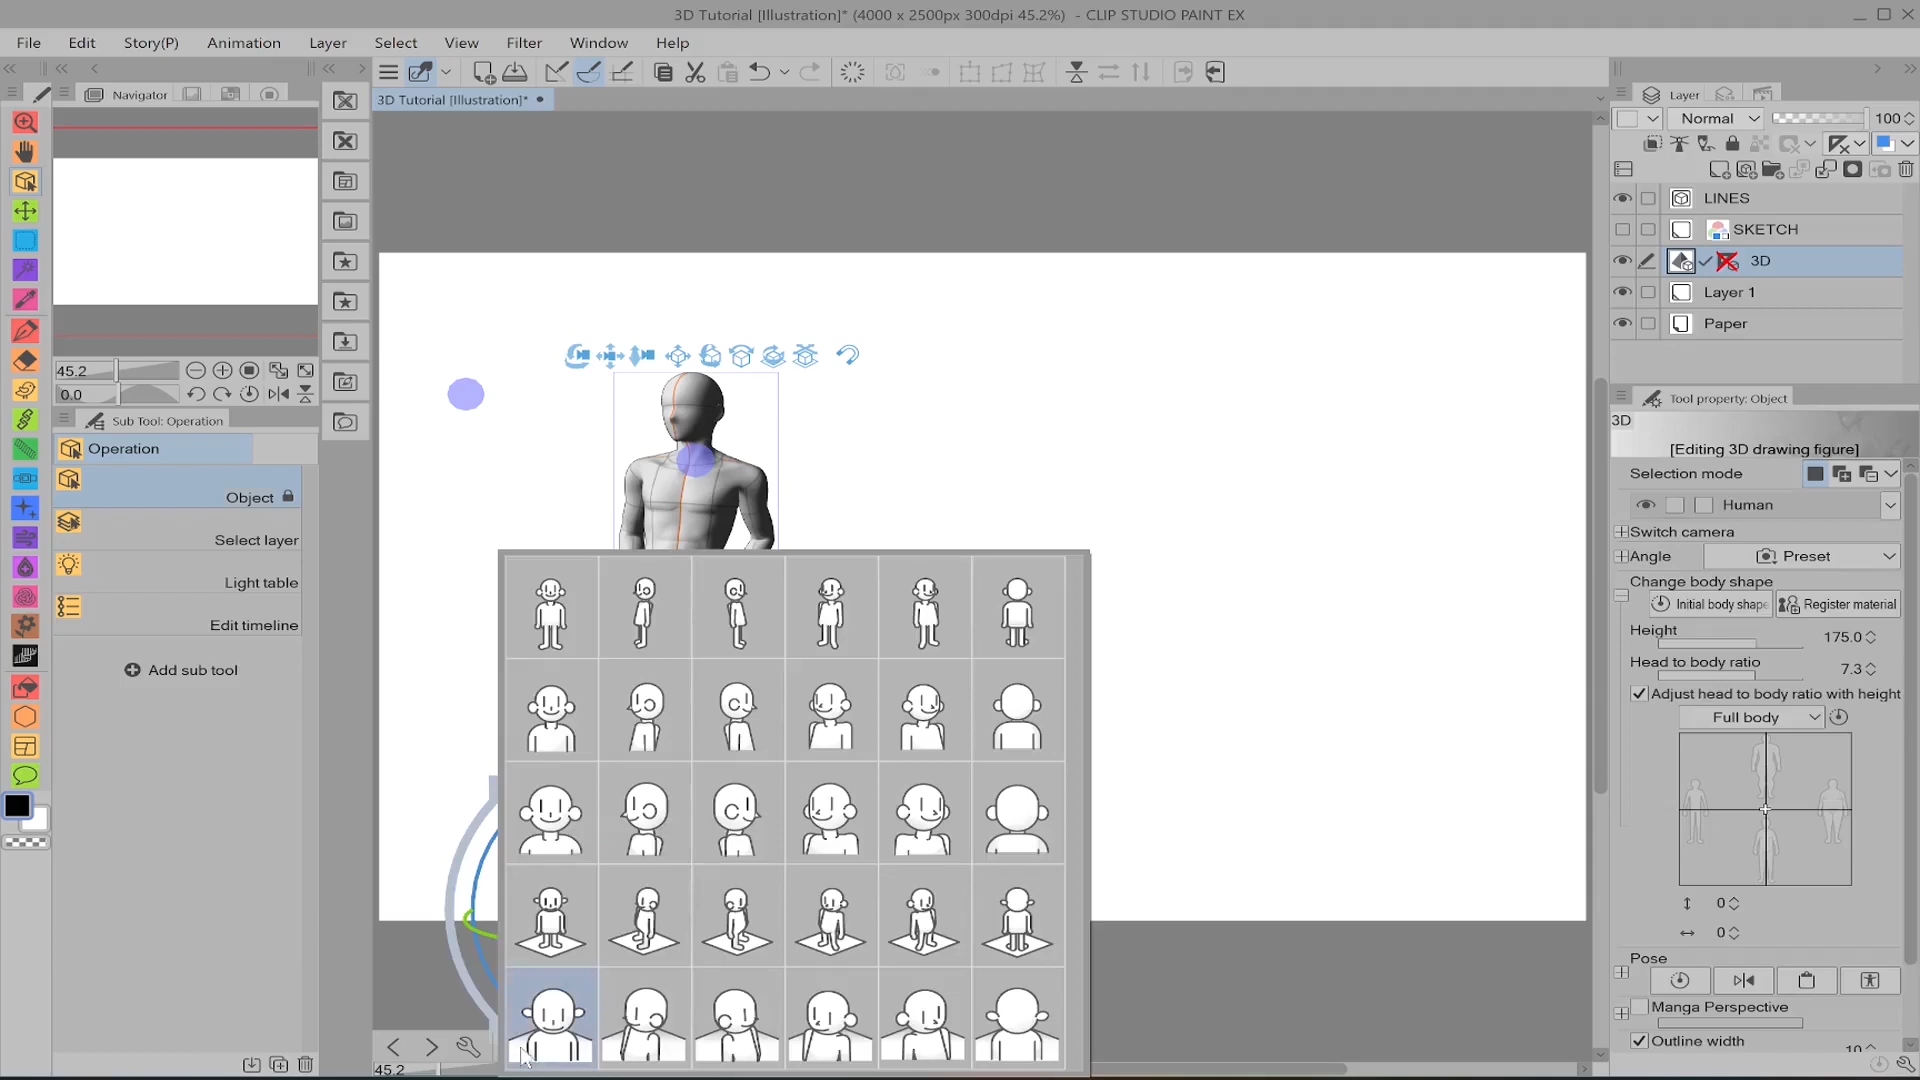 3D Tutorial [Illustration]* (4000 x 2500px 300dpi 45.2%) - CLIP STUDIO PAINT EX
File Edit Story(P) Animation Layer Select View Filter Window Help
Navigator
3D Tutorial [Illustration]*
Layer
Normal 100
LINES
SKETCH
3D
Layer 1
Paper
45.2
0.0
Sub Tool: Operation
Operation
Object
Select layer
Light table
Edit timeline
Add sub tool
Tool property: Object
3D
[Editing 3D drawing figure]
Selection mode
Human
Switch camera
Angle Preset
Change body shape
Initial body shape Register material
Height 175.0
Head to body ratio 7.3
Adjust head to body ratio with height
Full body
0
0
Pose
Manga Perspective
Outline width 10
45.2